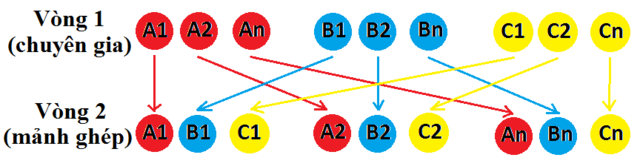 Vòng 1 A1 A2 An B1 B2 Bn C1 C2 Cn
(chuyên gia)
Vòng 2 A1 B1 C1 A2 B2 C2 An Bn Cn
(mảnh ghép)